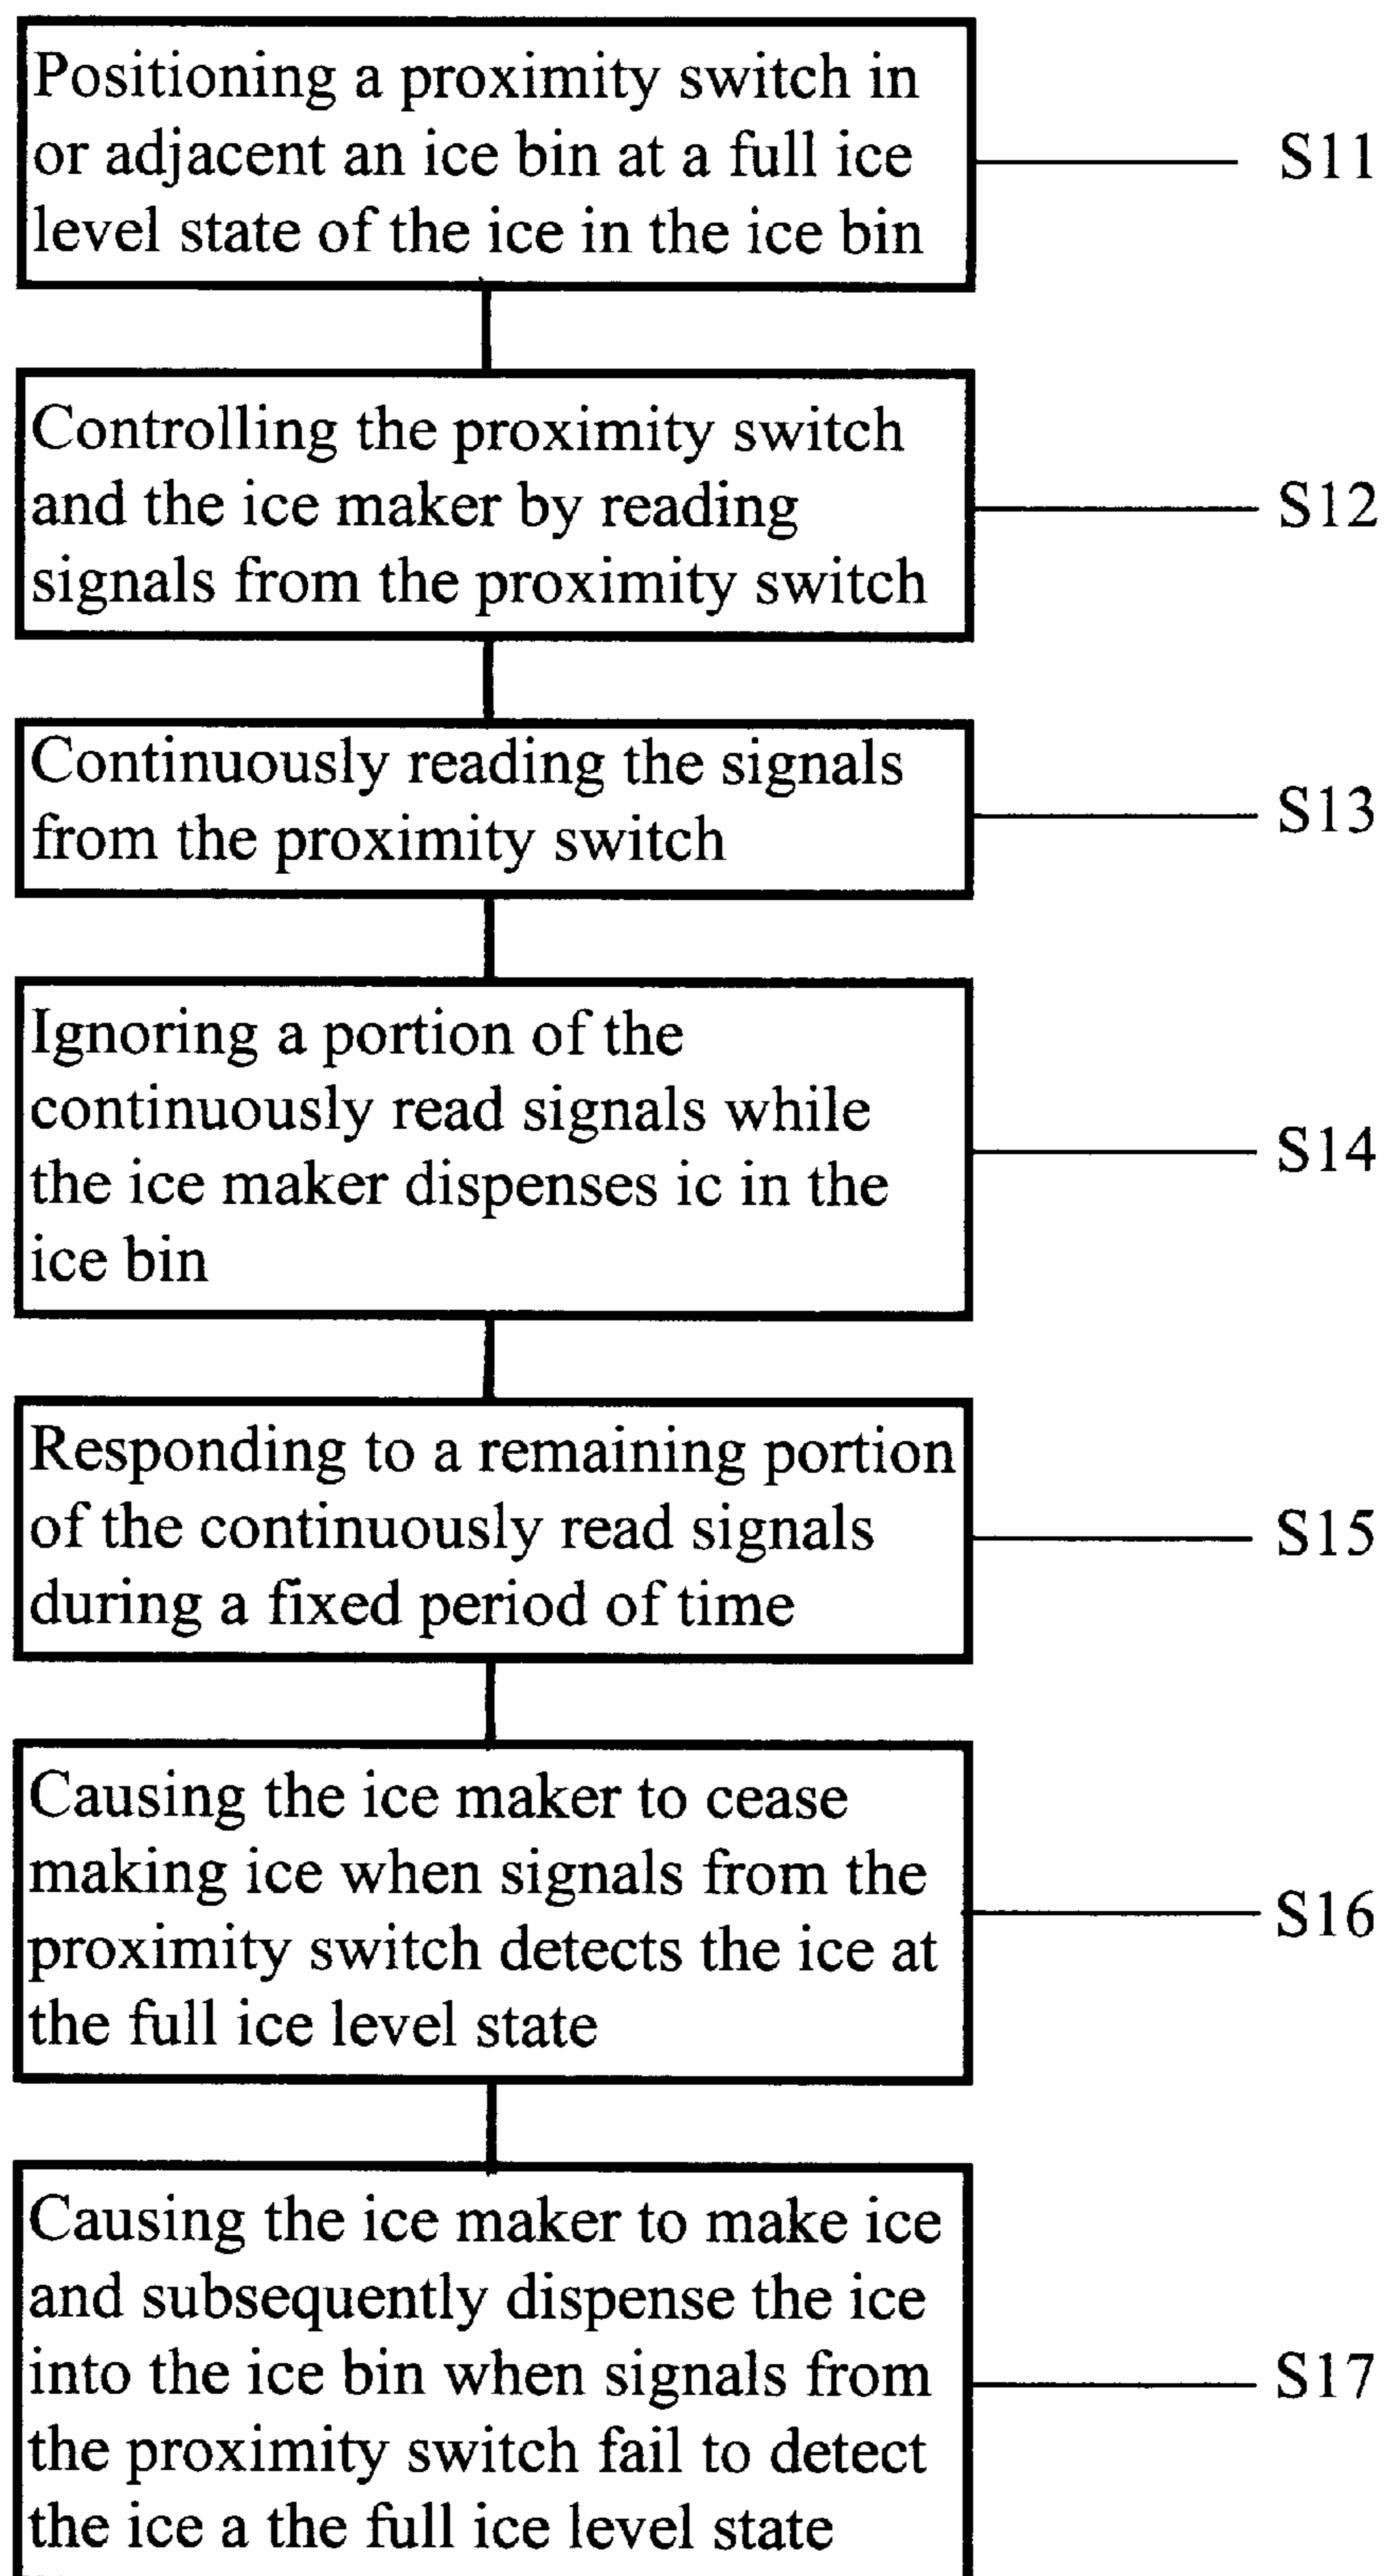 Positioning a proximity switch in
or adjacent an ice bin at a full ice
level state of the ice in the ice bin
S11
Controlling the proximity switch
and the ice maker by reading
signals from the proximity switch
S12
Continuously reading the signals
from the proximity switch
S13
Ignoring a portion of the
continuously read signals while
the ice maker dispenses ic in the
ice bin
S14
Responding to a remaining portion
of the continuously read signals
during a fixed period of time
S15
Causing the ice maker to cease
making ice when signals from the
proximity switch detects the ice at
the full ice level state
S16
Causing the ice maker to make ice
and subsequently dispense the ice
into the ice bin when signals from
the proximity switch fail to detect
the ice a the full ice level state
S17